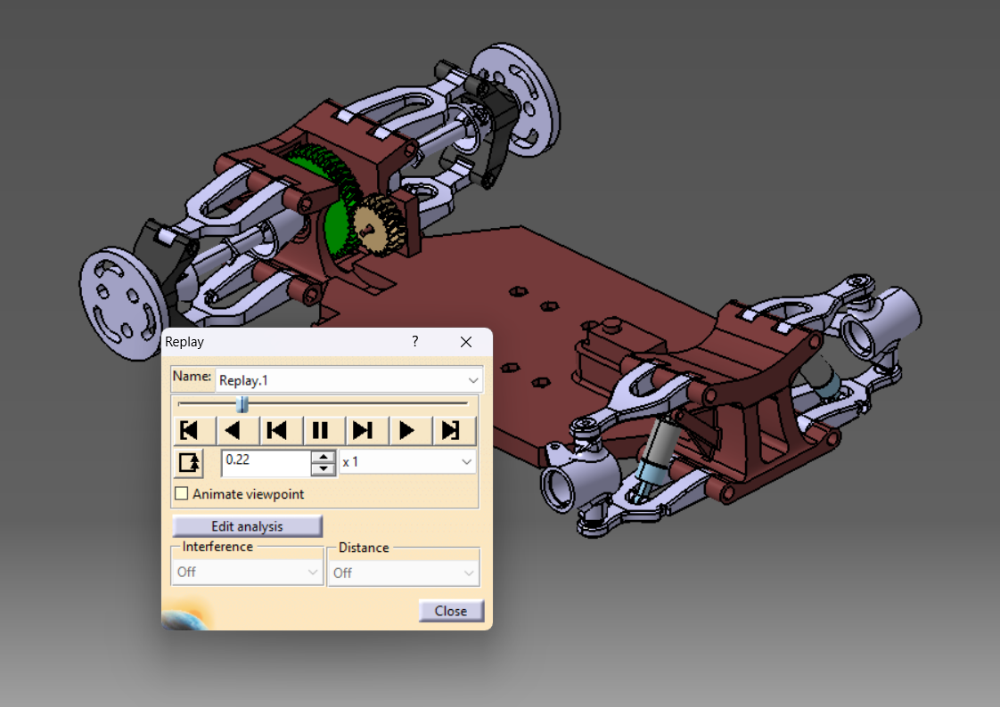 Replay ?
Name: Replay.1
0.22 x 1
Animate viewpoint
Edit analysis
Interference Distance
Off Off
Close